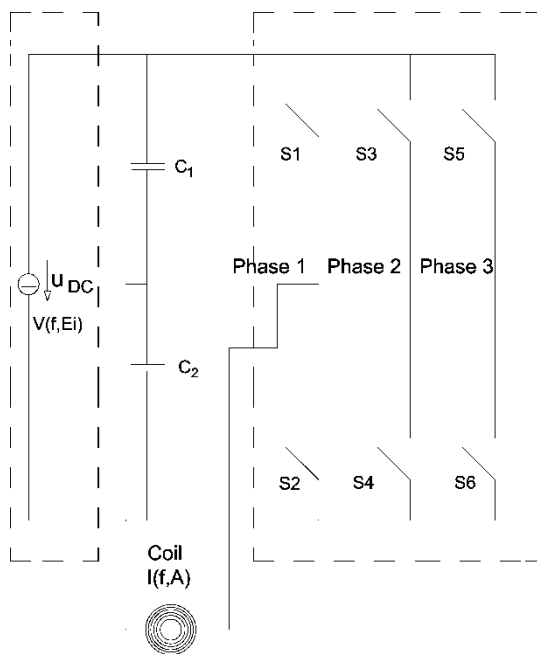 S1 S3 S5
C1
Phase 1 Phase 2 Phase 3
u DC
V(f,Ei)
C2
S2 S4 S6
Coil
I(f,A)